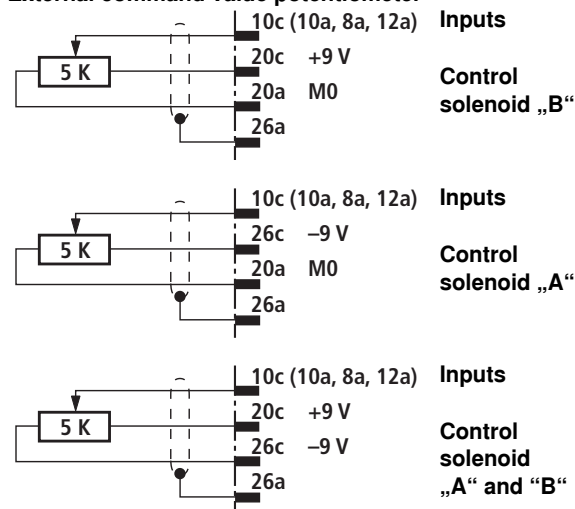 External command value potentiometer
10c (10a, 8a, 12a) Inputs
20c +9 V
5 K
Control
20a M0
solenoid „B“
26a
10c (10a, 8a, 12a) Inputs
26c –9 V
5 K
Control
20a M0
solenoid „A“
26a
10c (10a, 8a, 12a) Inputs
20c +9 V
5 K
Control
26c –9 V
solenoid
26a
„A“ and “B“